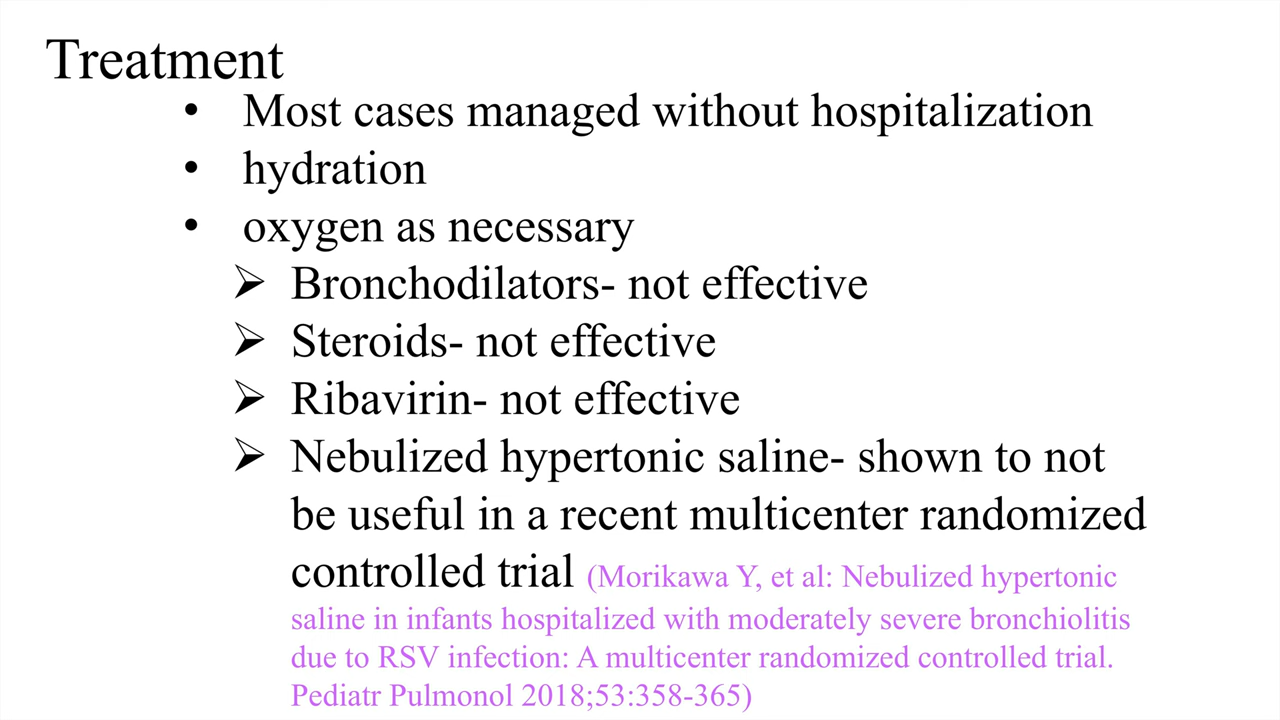 Treatment
• Most cases managed without hospitalization
• hydration
• oxygen as necessary
➢ Bronchodilators- not effective
➢ Steroids- not effective
➢ Ribavirin- not effective
➢ Nebulized hypertonic saline- shown to not
be useful in a recent multicenter randomized
controlled trial (Morikawa Y, et al: Nebulized hypertonic
saline in infants hospitalized with moderately severe bronchiolitis
due to RSV infection: A multicenter randomized controlled trial.
Pediatr Pulmonol 2018;53:358-365)